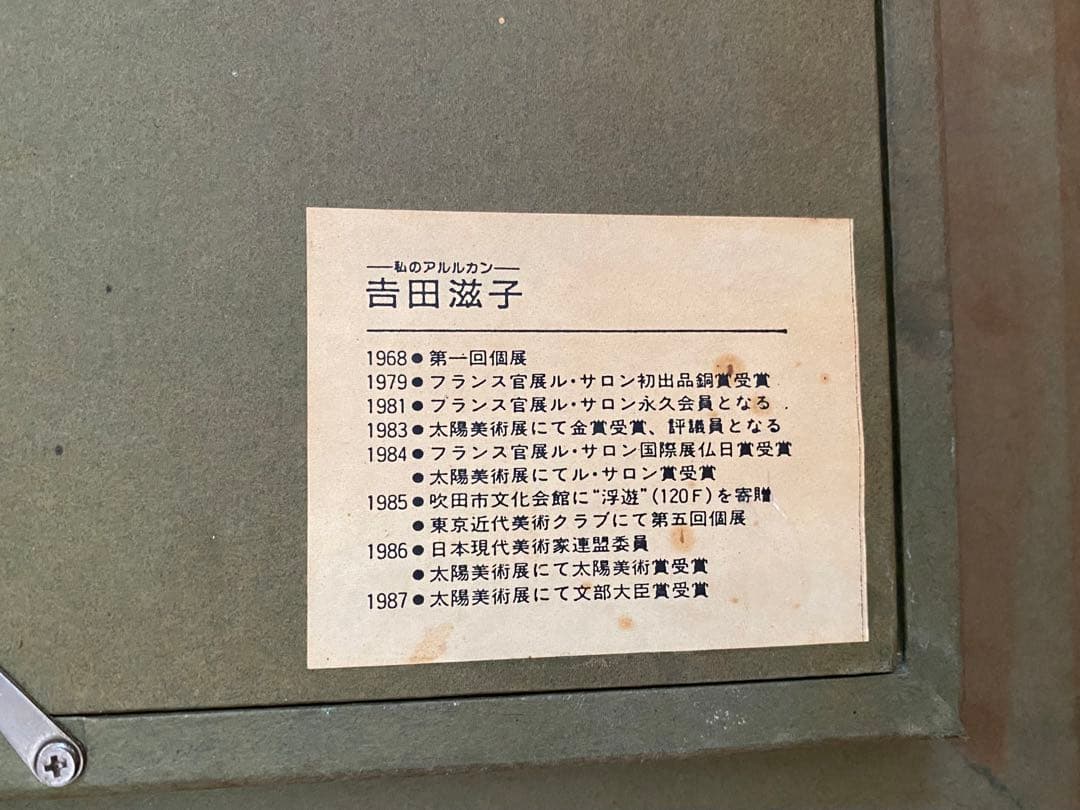 ──私のアルルカン──
𠮷田滋子
1968●第一回個展
1979●フランス官展ル・サロン初出品銅賞受賞
1981●フランス官展ル・サロン永久会員となる
1983●太陽美術展にて金賞受賞、評議員となる
1984●フランス官展ル・サロン国際展仏日賞受賞
●太陽美術展にてル・サロン賞受賞
1985●吹田市文化会館に“浮遊”(120F)を寄贈
●東京近代美術クラブにて第五回個展
1986●日本現代美術家連盟委員
●太陽美術展にて太陽美術賞受賞
1987●太陽美術展にて文部大臣賞受賞